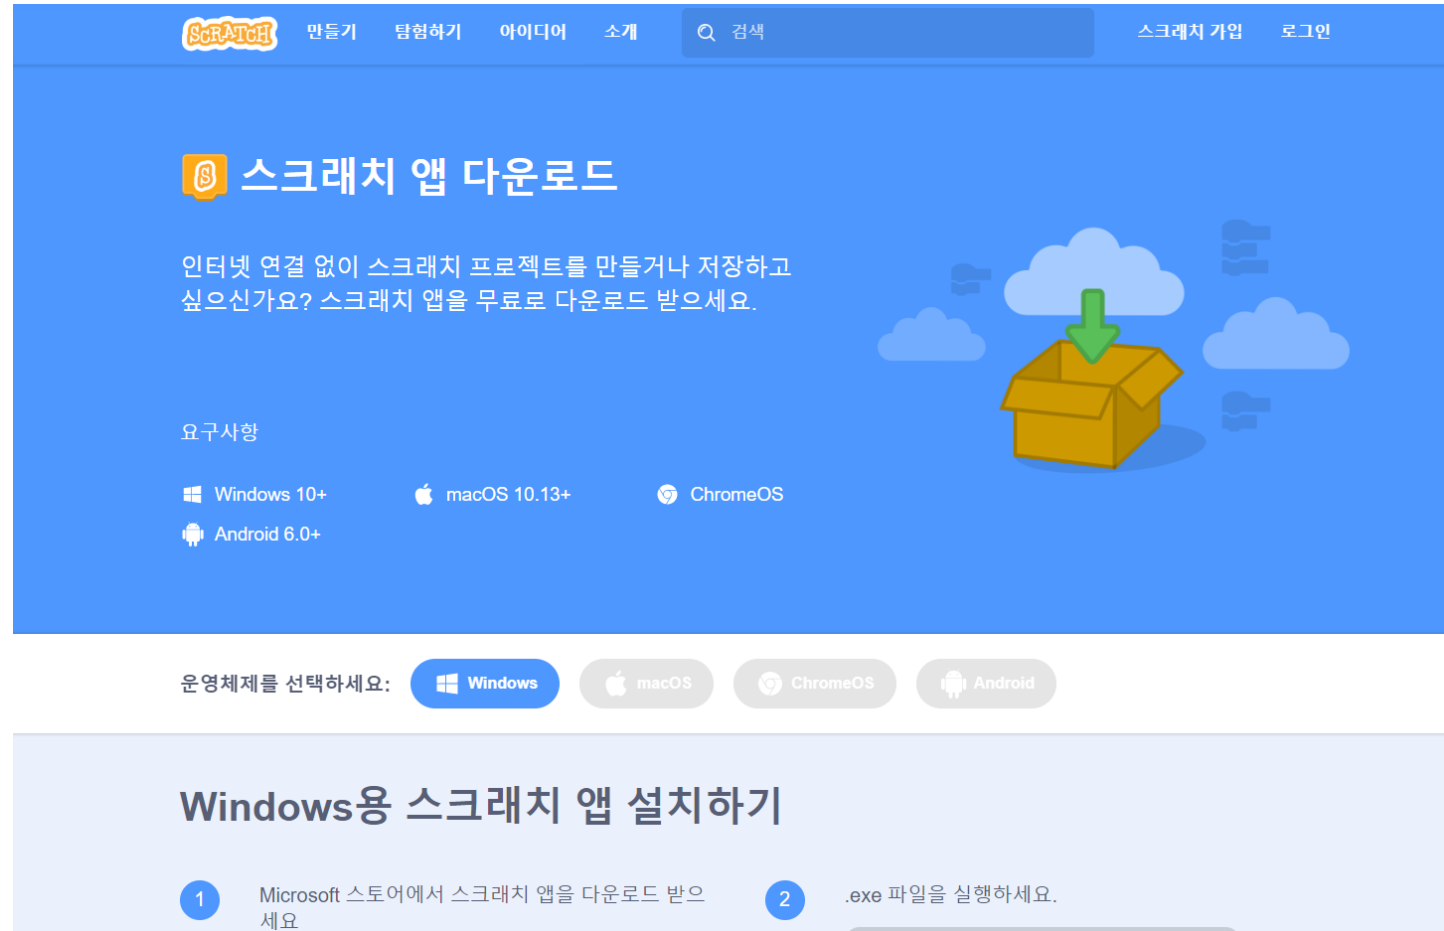 SCRATCH 만들기 탐험하기 아이디어 소개 검색 스크래치 가입 로그인
스크래치 앱 다운로드
인터넷 연결 없이 스크래치 프로젝트를 만들거나 저장하고
싶으신가요? 스크래치 앱을 무료로 다운로드 받으세요.
요구사항
Windows 10+ macOS 10.13+ ChromeOS
Android 6.0+
운영체제를 선택하세요: Windows macOS ChromeOS Android
Windows용 스크래치 앱 설치하기
1 Microsoft 스토어에서 스크래치 앱을 다운로드 받으
세요
2 .exe 파일을 실행하세요.